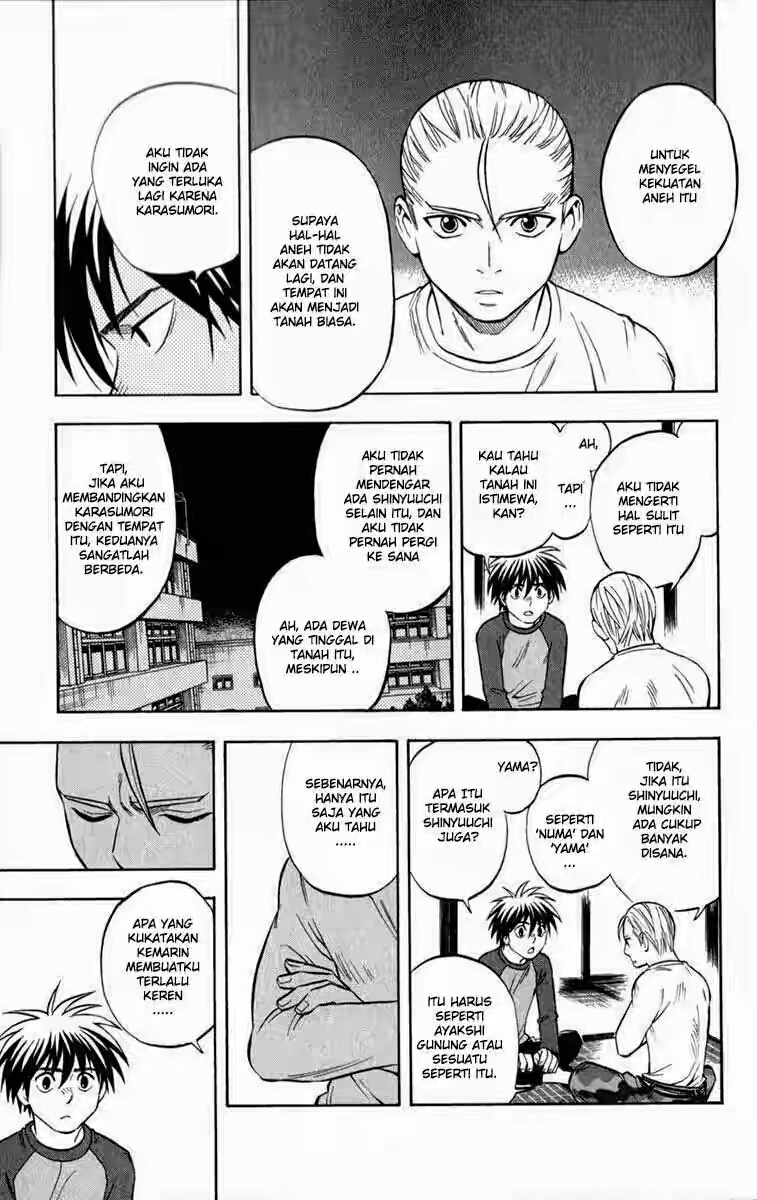 UNTUK
MENYEGEL
KEKUATAN
ANEH ITU
SUPAYA
HAL-HAL
ANEH TIDAK
AKAN DATANG
LAGI, DAN
TEMPAT INI
AKAN MENJADI
TANAH BIASA.
AKU TIDAK
INGIN ADA
YANG TERLUKA
LAGI KARENA
KARASUMORI.
AKU TIDAK
MENGERTI
HAL SULIT
SEPERTI ITU
AH,
TAPI
...
KAU TAHU
KALAU
TANAH INI
ISTIMEWA,
KAN?
AKU TIDAK
PERNAH
MENDENGAR
ADA SHINYUUCHI
SELAIN ITU, DAN
AKU TIDAK
PERNAH PERGI
KE SANA
AH, ADA DEWA
YANG TINGGAL DI
TANAH ITU,
MESKIPUN ..
TAPI,
JIKA AKU
MEMBANDINGKAN
KARASUMORI
DENGAN TEMPAT
ITU, KEDUANYA
SANGATLAH
BERBEDA.
TIDAK,
JIKA ITU
SHINYUUCHI,
MUNGKIN
ADA CUKUP
BANYAK
DISANA.
SEPERTI
'NUMA' DAN
'YAMA'
...
YAMA?
APA ITU
TERMASUK
SHINYUUCHI
JUGA?
ITU HARUS
SEPERTI
AYAKSHI
GUNUNG ATAU
SESUATU
SEPERTI ITU.
SEBENARNYA,
HANYA ITU
SAJA YANG
AKU TAHU
.....
APA YANG
KUKATAKAN
KEMARIN
MEMBUATKU
TERLALU
KEREN
.....